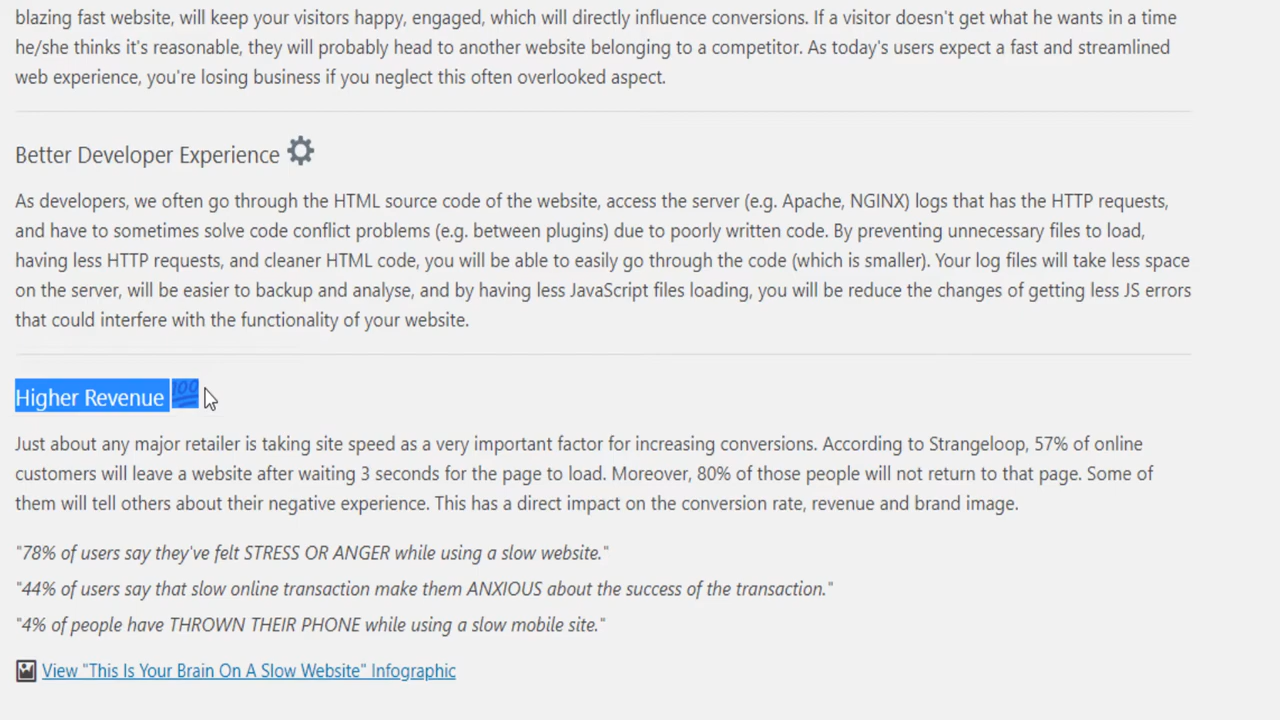 blazing fast website, will keep your visitors happy, engaged, which will directly influence conversions. If a visitor doesn't get what he wants in a time
he/she thinks it's reasonable, they will probably head to another website belonging to a competitor. As today's users expect a fast and streamlined
web experience, you're losing business if you neglect this often overlooked aspect.
Better Developer Experience
As developers, we often go through the HTML source code of the website, access the server (e.g. Apache, NGINX) logs that has the HTTP requests,
and have to sometimes solve code conflict problems (e.g. between plugins) due to poorly written code. By preventing unnecessary files to load,
having less HTTP requests, and cleaner HTML code, you will be able to easily go through the code (which is smaller). Your log files will take less space
on the server, will be easier to backup and analyse, and by having less JavaScript files loading, you will be reduce the changes of getting less JS errors
that could interfere with the functionality of your website.
Higher Revenue 💯
Just about any major retailer is taking site speed as a very important factor for increasing conversions. According to Strangeloop, 57% of online
customers will leave a website after waiting 3 seconds for the page to load. Moreover, 80% of those people will not return to that page. Some of
them will tell others about their negative experience. This has a direct impact on the conversion rate, revenue and brand image.
"78% of users say they've felt STRESS OR ANGER while using a slow website."
"44% of users say that slow online transaction make them ANXIOUS about the success of the transaction."
"4% of people have THROWN THEIR PHONE while using a slow mobile site."
View "This Is Your Brain On A Slow Website" Infographic